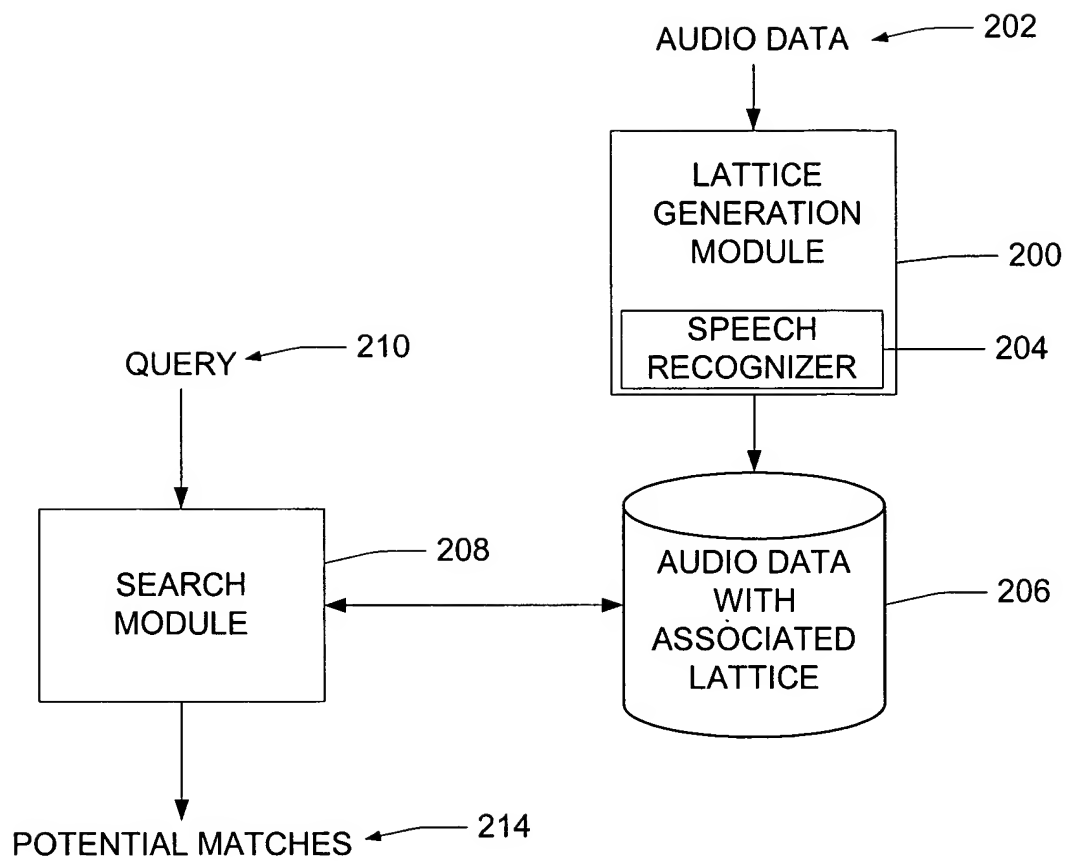 AUDIO DATA
202
LATTICE
GENERATION
MODULE
200
SPEECH
RECOGNIZER
204
QUERY
210
SEARCH
MODULE
208
AUDIO DATA
WITH
ASSOCIATED
LATTICE
206
POTENTIAL MATCHES
214